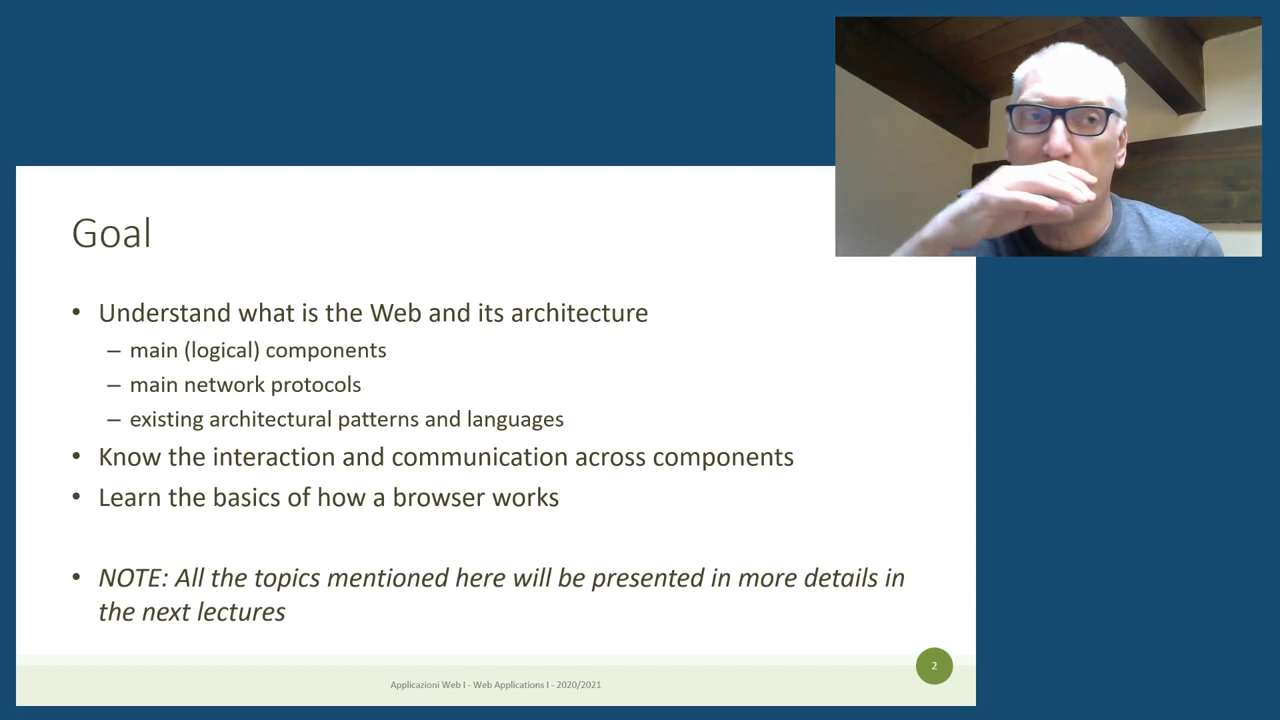 Goal
• Understand what is the Web and its architecture
– main (logical) components
– main network protocols
– existing architectural patterns and languages
• Know the interaction and communication across components
• Learn the basics of how a browser works
• NOTE: All the topics mentioned here will be presented in more details in
the next lectures
Applicazioni Web I - Web Applications I - 2020/2021
2